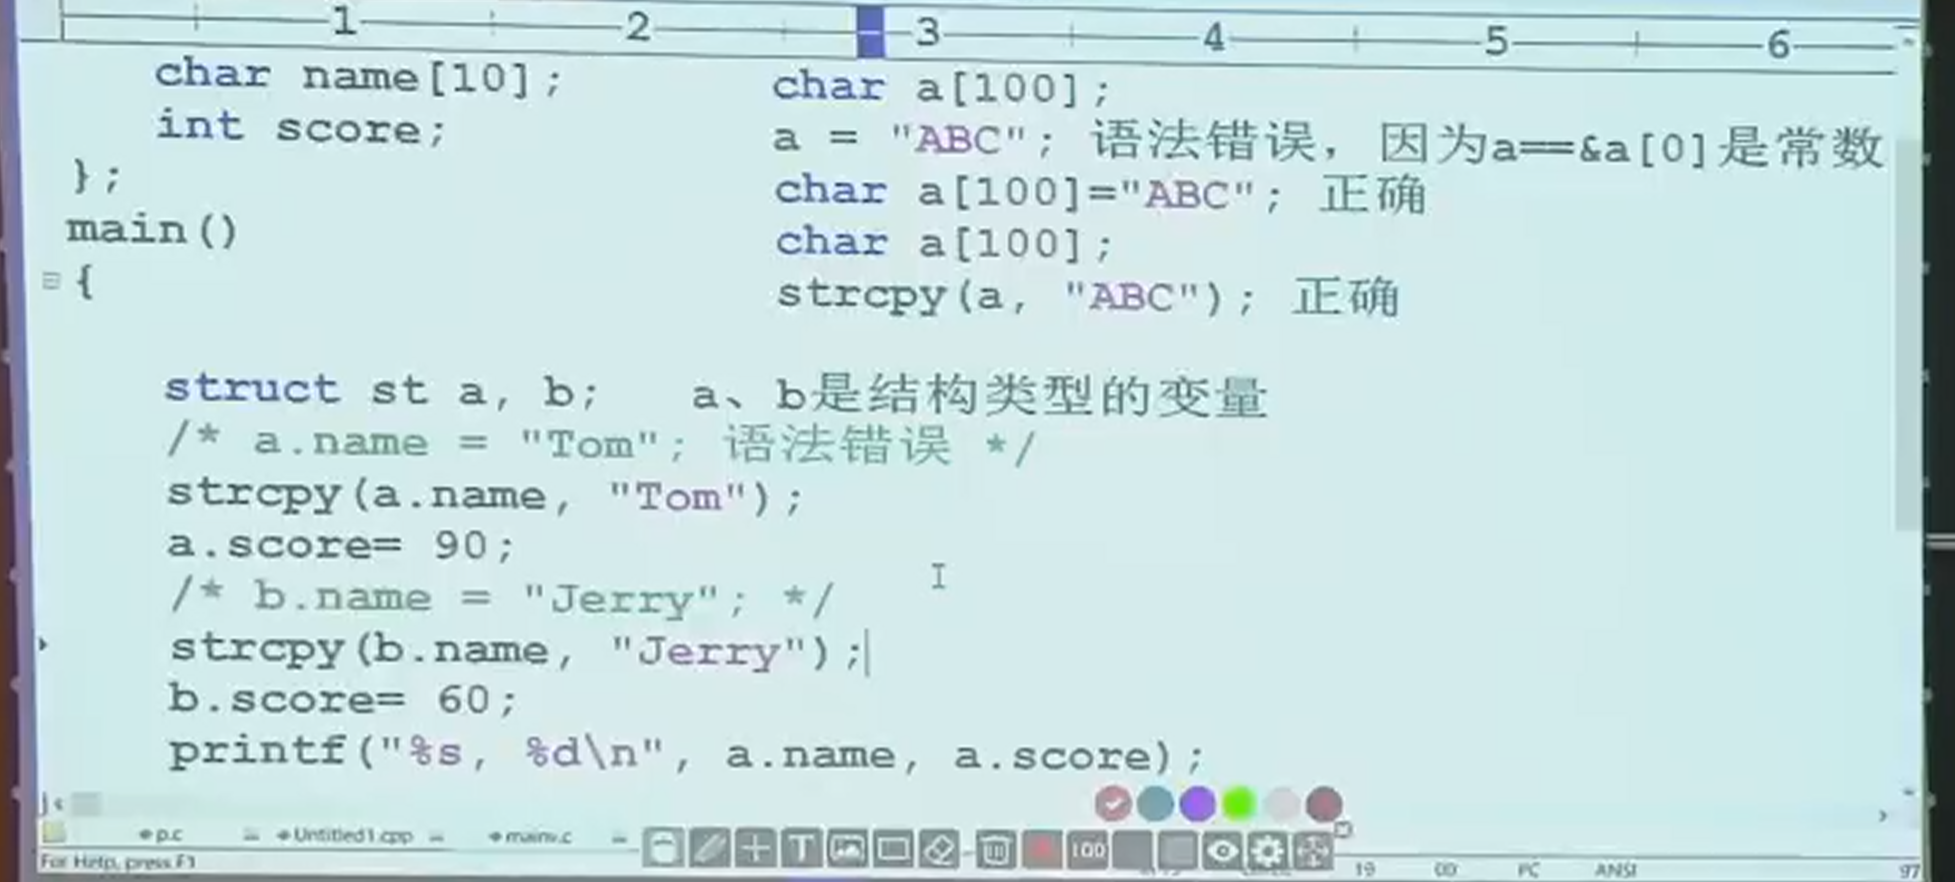 1 2 3 4 5 6
char name[10];
int score;
};
main()
{
char a[100];
a = "ABC"; 语法错误, 因为a==&a[0]是常数
char a[100]="ABC"; 正确
char a[100];
strcpy(a, "ABC"); 正确
struct st a, b; a、b是结构类型的变量
/* a.name = "Tom"; 语法错误 */
strcpy(a.name, "Tom");
a.score= 90;
/* b.name = "Jerry"; */
strcpy(b.name, "Jerry");
b.score= 60;
printf("%s, %d\n", a.name, a.score);
p.c Untitled1.cpp
T 100
For Help, press F1 19 00 PC ANSI 97